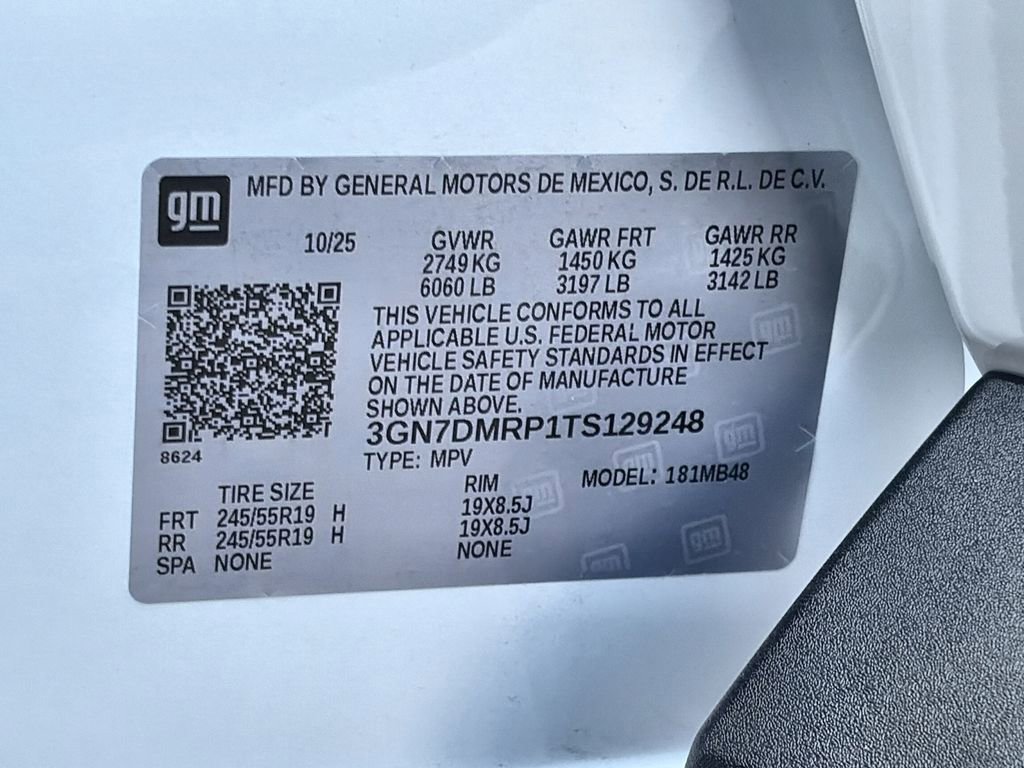 gm
MFD BY GENERAL MOTORS DE MEXICO, S. DE R.L. DE C.V.
10/25 GVWR GAWR FRT GAWR RR
2749 KG 1450 KG 1425 KG
6060 LB 3197 LB 3142 LB
THIS VEHICLE CONFORMS TO ALL
APPLICABLE U.S. FEDERAL MOTOR
VEHICLE SAFETY STANDARDS IN EFFECT
ON THE DATE OF MANUFACTURE
SHOWN ABOVE.
3GN7DMRP1TS129248
8624
TYPE: MPV
TIRE SIZE RIM MODEL: 181MB48
FRT 245/55R19 H 19X8.5J
RR 245/55R19 H 19X8.5J
SPA NONE NONE